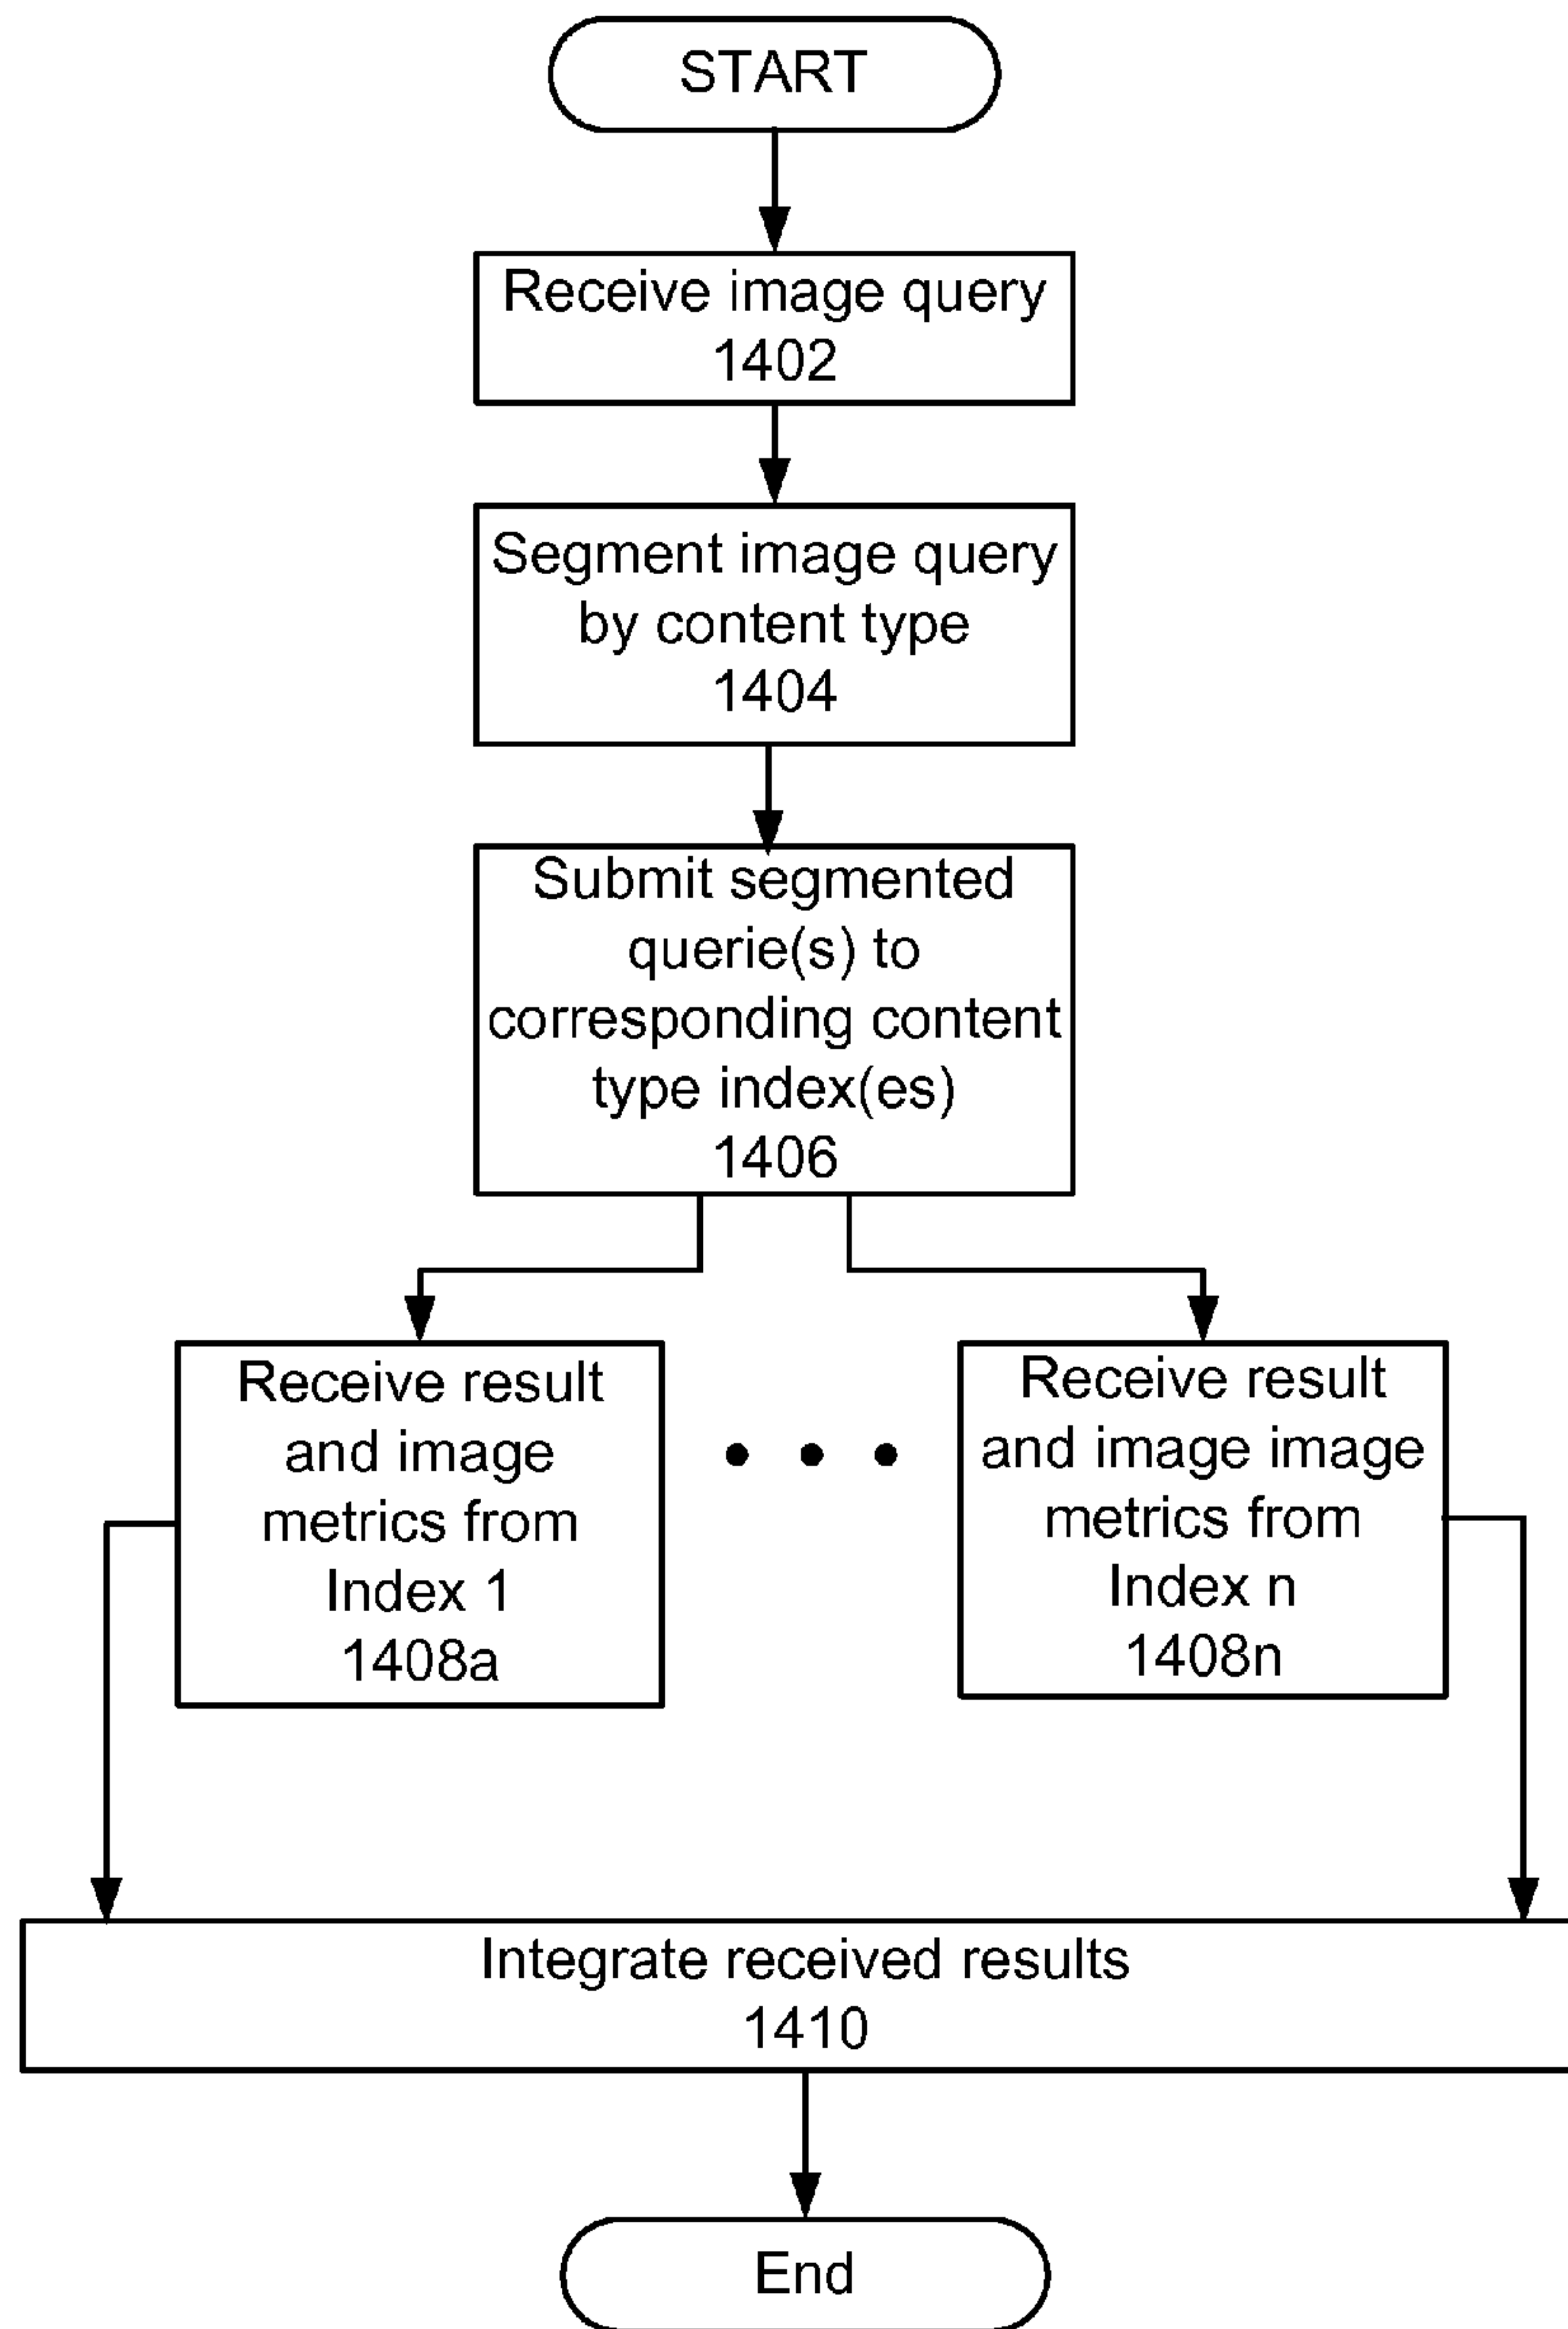 START
Receive image query
1402
Segment image query
by content type
1404
Submit segmented
querie(s) to
corresponding content
type index(es)
1406
Receive result
and image
metrics from
Index 1
1408a
Receive result
and image image
metrics from
Index n
1408n
Integrate received results
1410
End